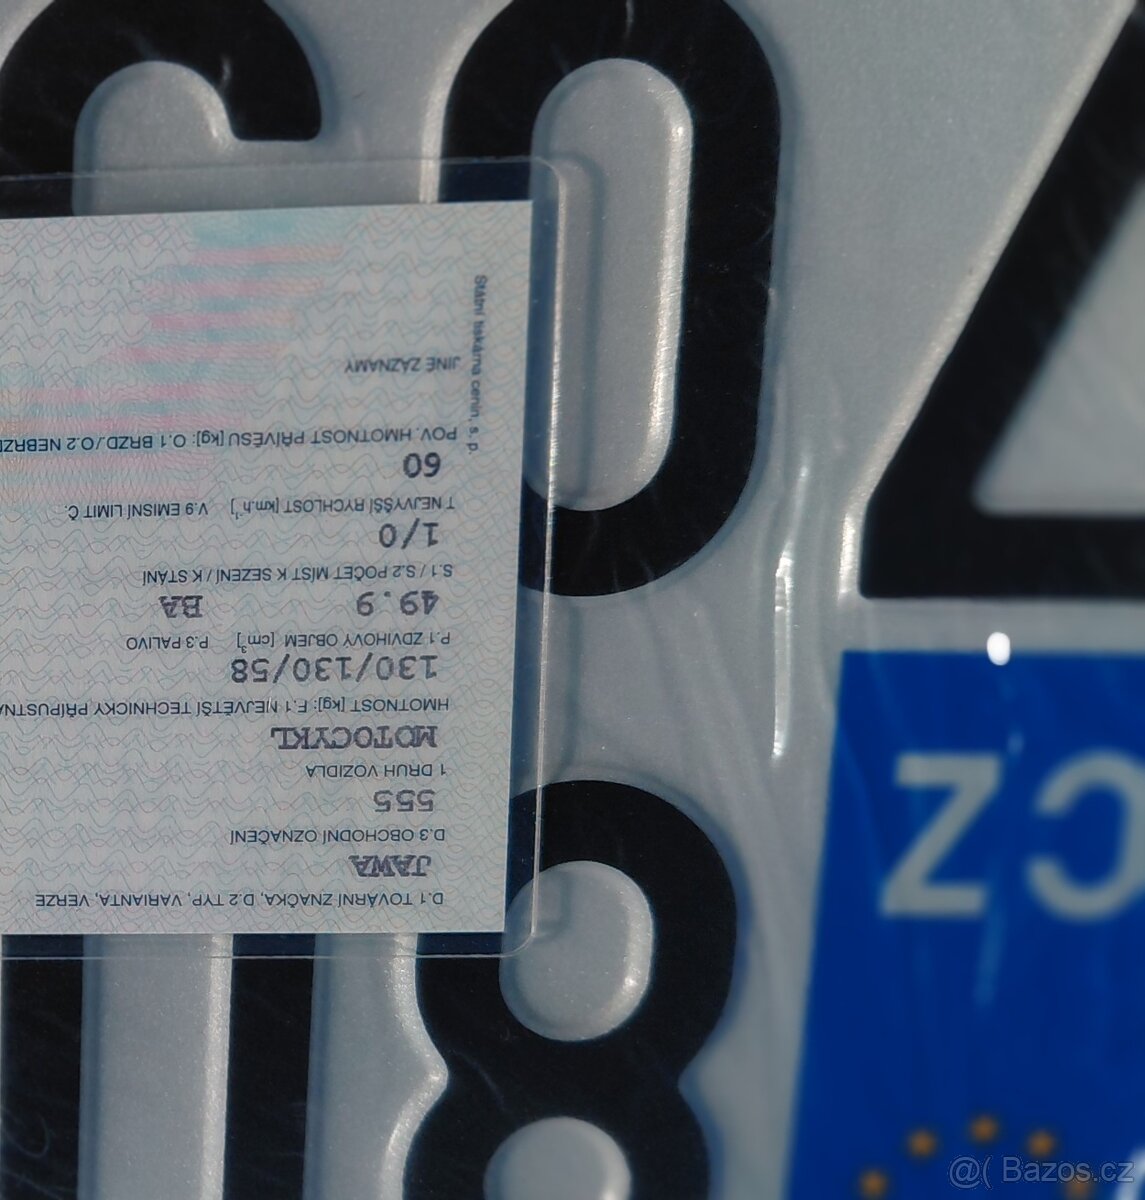 D.1 TOVÁRNÍ ZNAČKA, D.2 TYP, VARIANTA, VERZE
JAWA
D.3 OBCHODNÍ OZNAČENÍ
555
1 DRUH VOZIDLA
MOTOCYKL
HMOTNOST [kg]: F.1 NEJVĚTŠÍ TECHNICKY PŘÍPUSTNÁ
130/130/58
P.1 ZDVIHOVÝ OBJEM [cm³] P.3 PALIVO
49.9 BA
S.1 / S.2 POČET MÍST K SEZENÍ / K STÁNÍ
1/0
T NEJVYŠŠÍ RYCHLOST [km.h⁻¹] V.9 EMISNÍ LIMIT Č.
60
POV. HMOTNOST PŘÍVĚSU [kg]: O.1 BRZD./O.2 NEBRZD
JINÉ ZÁZNAMY
Státní tiskárna cenin, s. p.
CZ
8
0
@( Bazos.cz